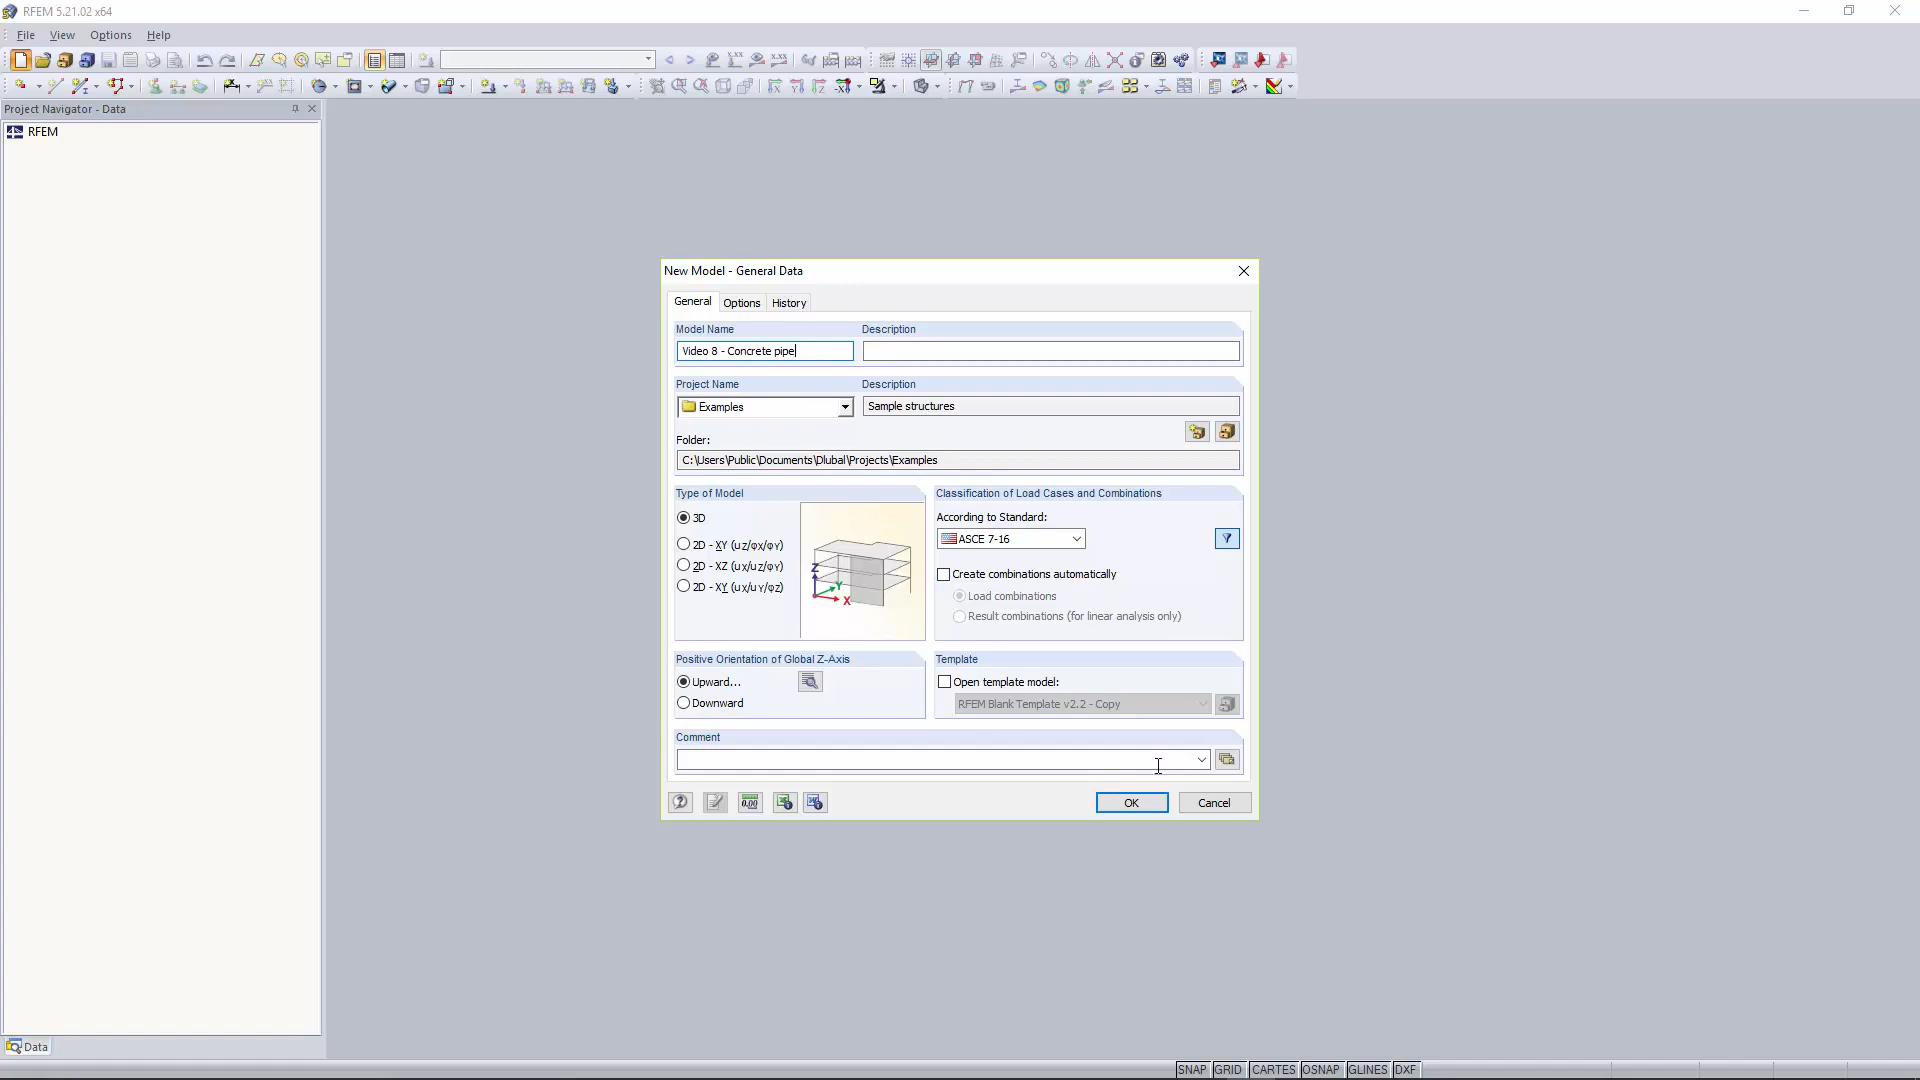 RFEM 5.21.02 x64
File View Options Help
X,XX
Project Navigator - Data
RFEM
New Model - General Data
General Options History
Model Name Description
Video 8 - Concrete pipe
Project Name Description
Examples Sample structures
Folder:
C:\Users\Public\Documents\Dlubal\Projects\Examples
Type of Model Classification of Load Cases and Combinations
3D According to Standard:
2D - XY (uZ/φX/φY) ASCE 7-16
2D - XZ (uX/uZ/φY) Create combinations automatically
2D - XY (uX/uY/φZ) Load combinations
Z Y X
Result combinations (for linear analysis only)
Positive Orientation of Global Z-Axis Template
Upward... Open template model:
Downward RFEM Blank Template v2.2 - Copy
Comment
0.00 OK Cancel
Data
SNAP GRID CARTES OSNAP GLINES DXF